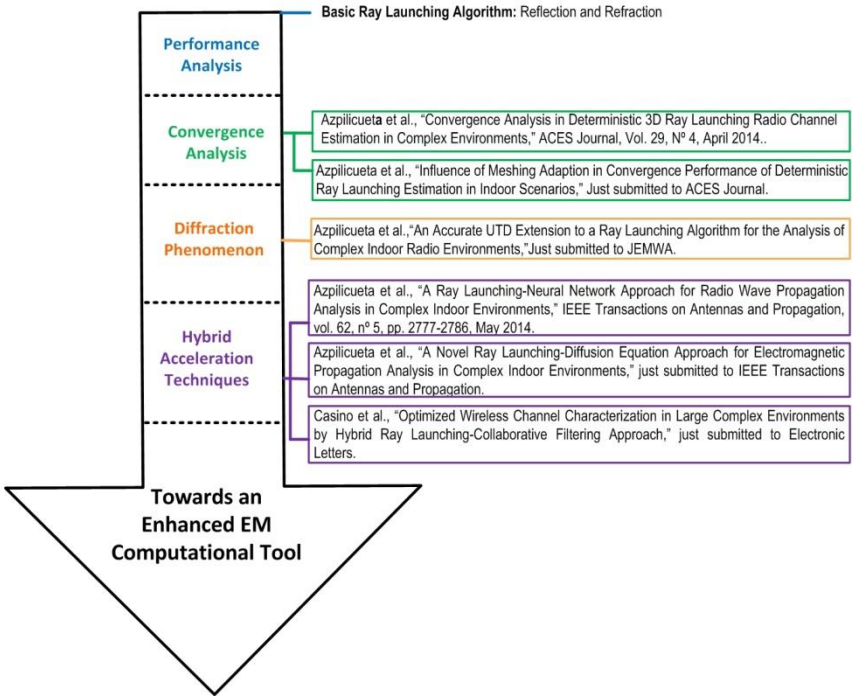 Basic Ray Launching Algorithm: Reflection and Refraction
Performance
Analysis
Convergence
Analysis
Azpilicueta et al., “Convergence Analysis in Deterministic 3D Ray Launching Radio Channel
Estimation in Complex Environments,” ACES Journal, Vol. 29, Nº 4, April 2014..
Azpilicueta et al., “Influence of Meshing Adaption in Convergence Performance of Deterministic
Ray Launching Estimation in Indoor Scenarios,” Just submitted to ACES Journal.
Diffraction
Phenomenon
Azpilicueta et al.,“An Accurate UTD Extension to a Ray Launching Algorithm for the Analysis of
Complex Indoor Radio Environments,”Just submitted to JEMWA.
Hybrid
Acceleration
Techniques
Azpilicueta et al., “A Ray Launching-Neural Network Approach for Radio Wave Propagation
Analysis in Complex Indoor Environments,” IEEE Transactions on Antennas and Propagation,
vol. 62, nº 5, pp. 2777-2786, May 2014.
Azpilicueta et al., “A Novel Ray Launching-Diffusion Equation Approach for Electromagnetic
Propagation Analysis in Complex Indoor Environments,” just submitted to IEEE Transactions
on Antennas and Propagation.
Casino et al., “Optimized Wireless Channel Characterization in Large Complex Environments
by Hybrid Ray Launching-Collaborative Filtering Approach,” just submitted to Electronic
Letters.
Towards an
Enhanced EM
Computational Tool